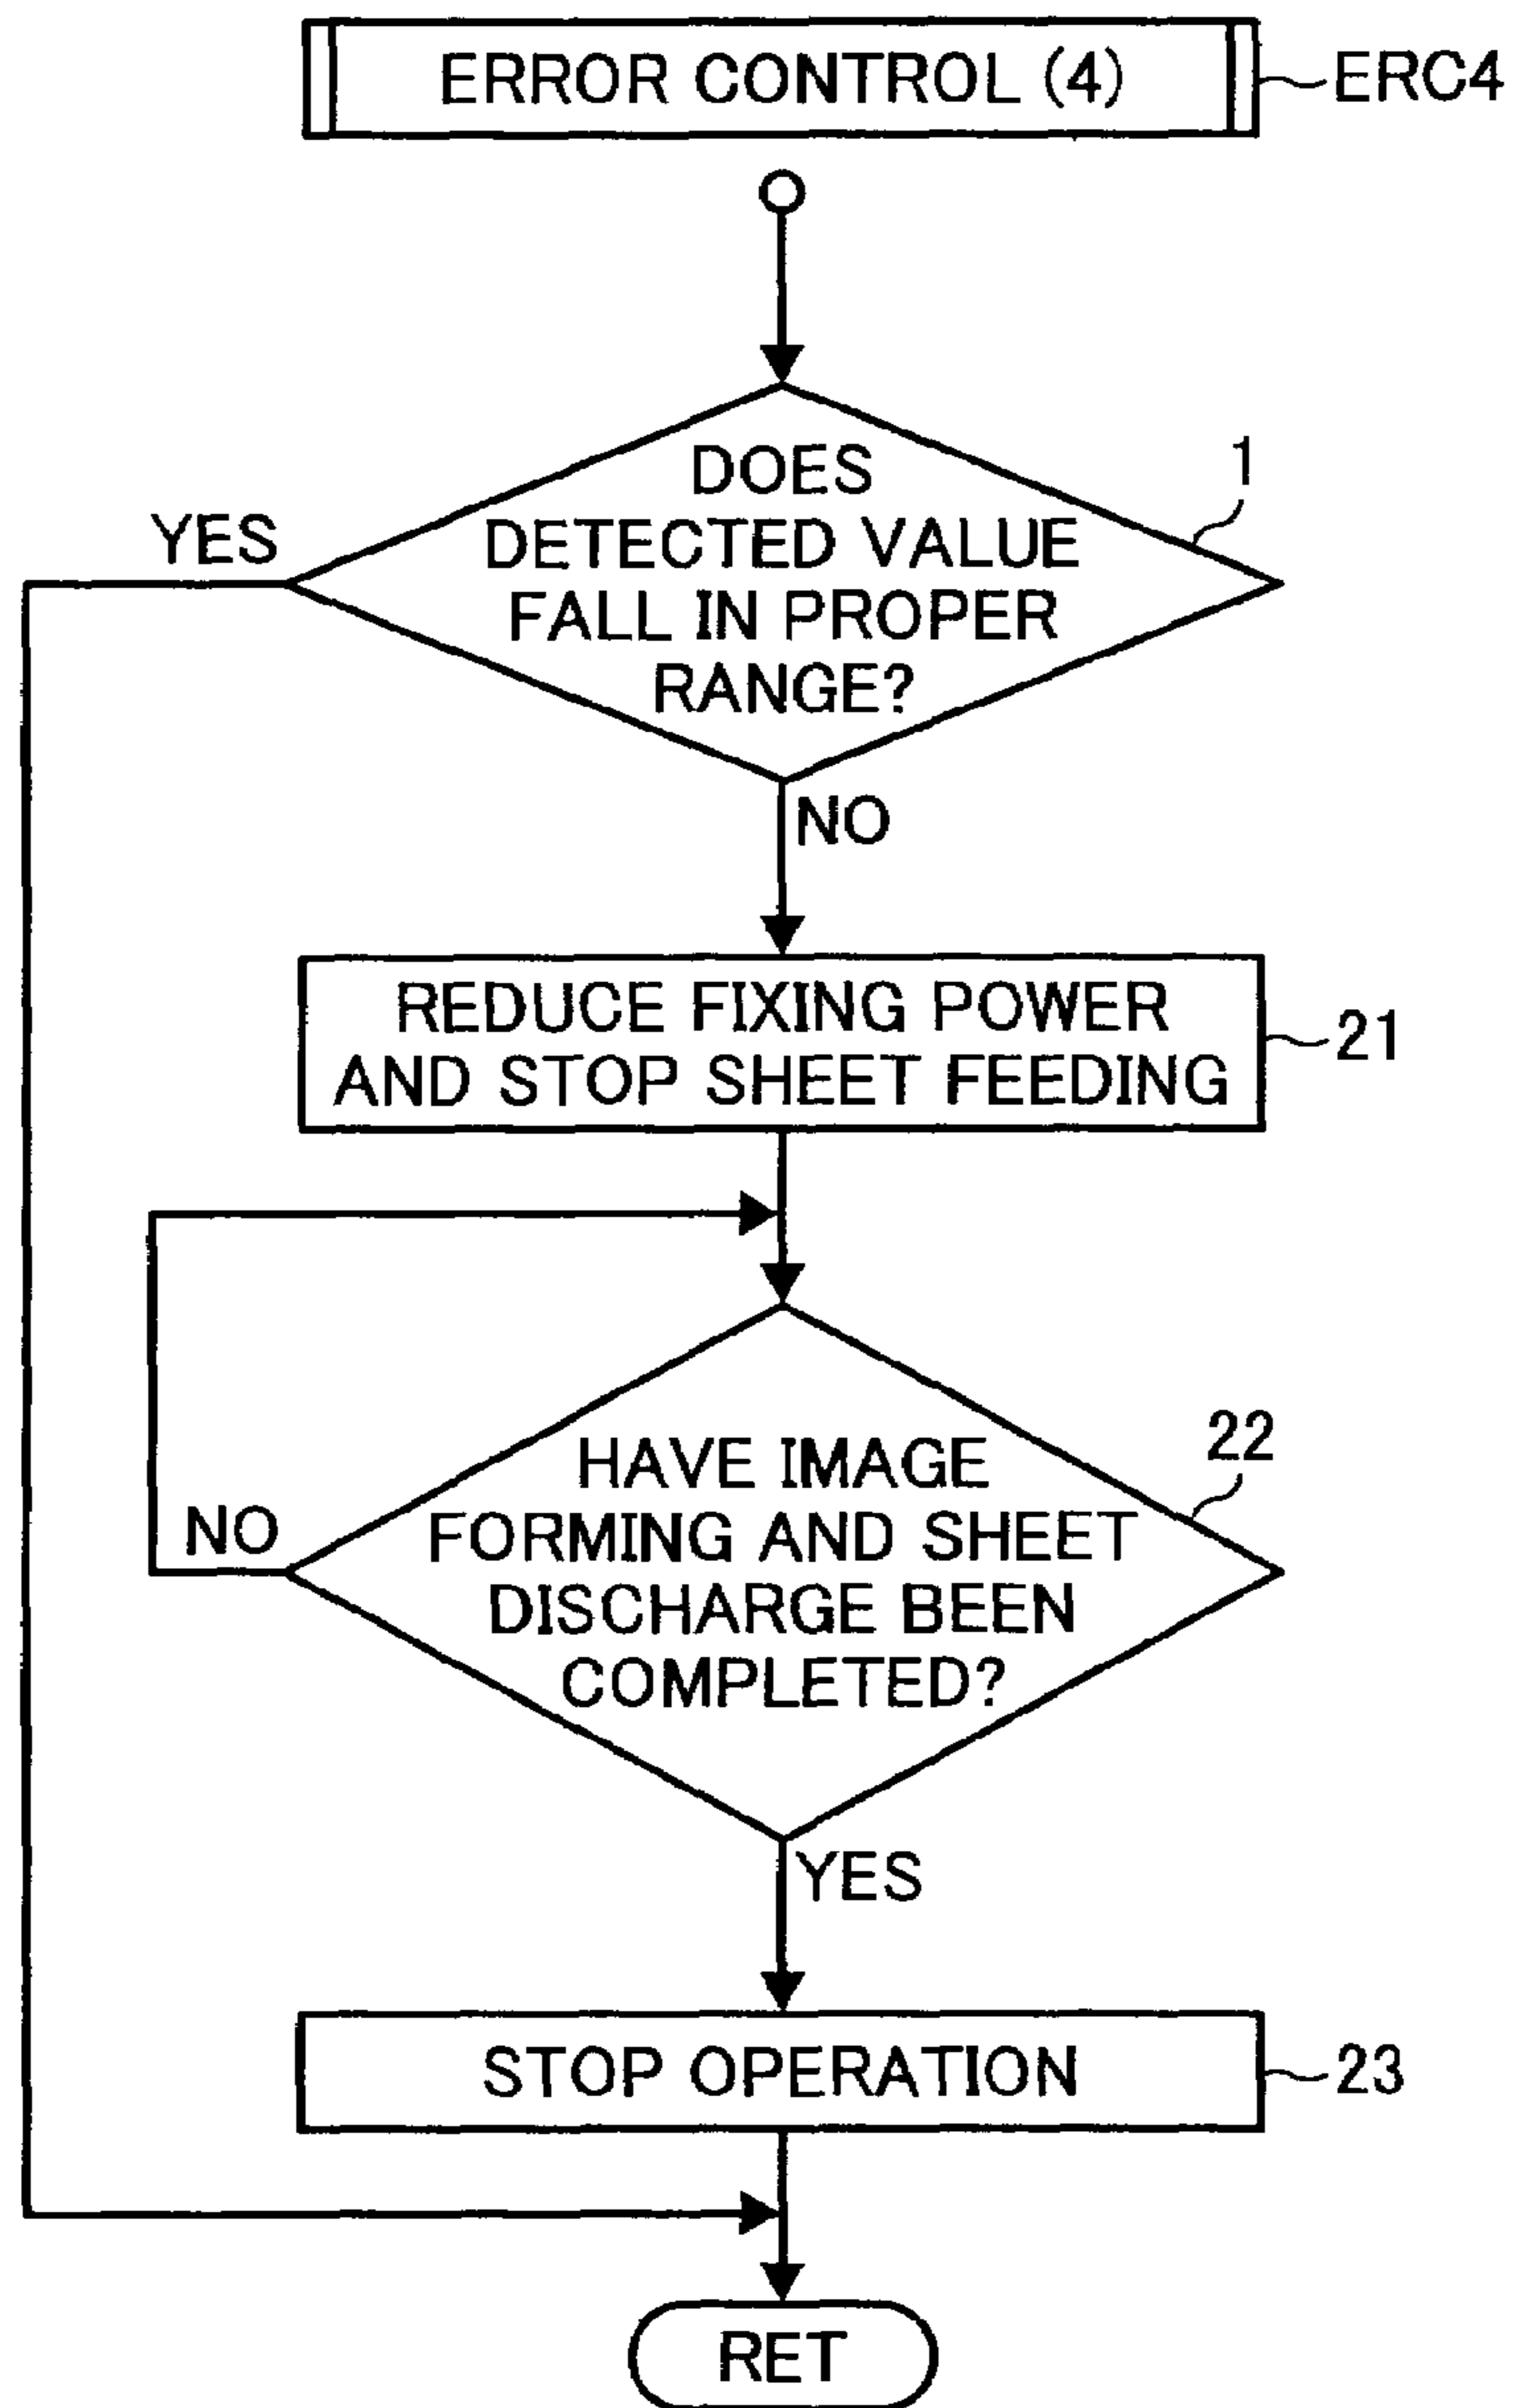 ERROR CONTROL (4)
ERC4
DOES
DETECTED VALUE
FALL IN PROPER
RANGE?
1
YES
NO
REDUCE FIXING POWER
AND STOP SHEET FEEDING
21
HAVE IMAGE
FORMING AND SHEET
DISCHARGE BEEN
COMPLETED?
22
NO
YES
STOP OPERATION
23
RET